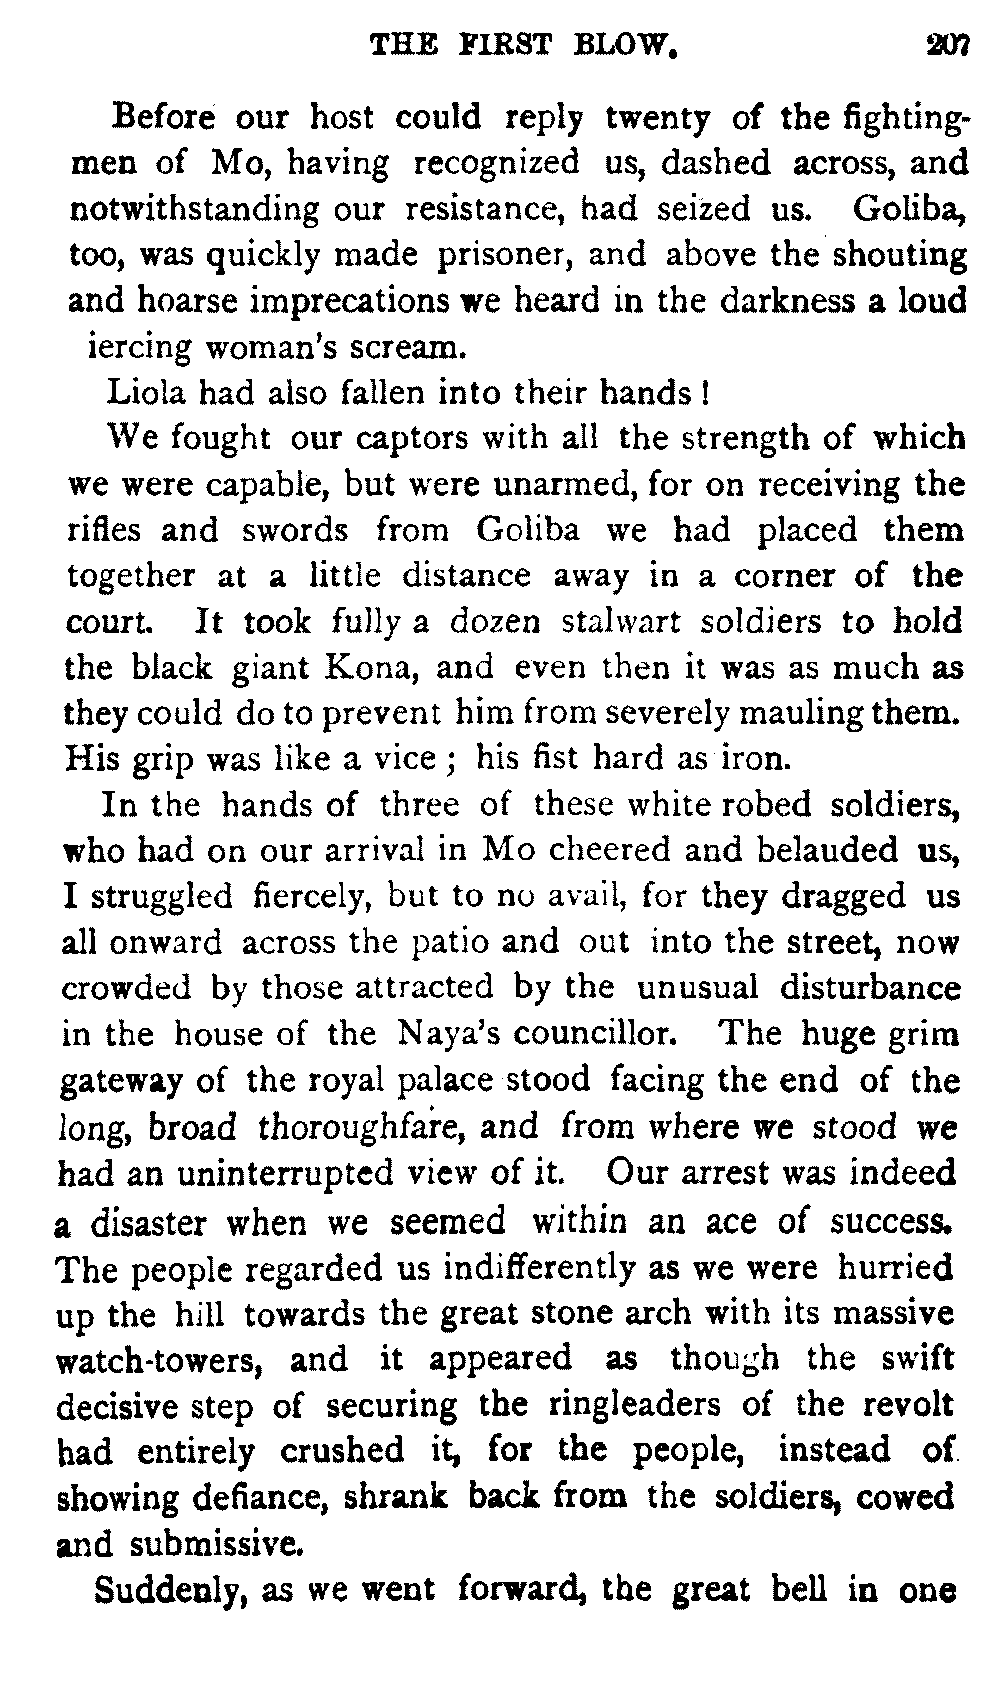 THE FIRST BLOW. 207
Before our host could reply twenty of the fighting-
men of Mo, having recognized us, dashed across, and
notwithstanding our resistance, had seized us. Goliba,
too, was quickly made prisoner, and above the shouting
and hoarse imprecations we heard in the darkness a loud
iercing woman's scream.
Liola had also fallen into their hands !
We fought our captors with all the strength of which
we were capable, but were unarmed, for on receiving the
rifles and swords from Goliba we had placed them
together at a little distance away in a corner of the
court. It took fully a dozen stalwart soldiers to hold
the black giant Kona, and even then it was as much as
they could do to prevent him from severely mauling them.
His grip was like a vice ; his fist hard as iron.
In the hands of three of these white robed soldiers,
who had on our arrival in Mo cheered and belauded us,
I struggled fiercely, but to no avail, for they dragged us
all onward across the patio and out into the street, now
crowded by those attracted by the unusual disturbance
in the house of the Naya's councillor. The huge grim
gateway of the royal palace stood facing the end of the
long, broad thoroughfare, and from where we stood we
had an uninterrupted view of it. Our arrest was indeed
a disaster when we seemed within an ace of success.
The people regarded us indifferently as we were hurried
up the hill towards the great stone arch with its massive
watch-towers, and it appeared as though the swift
decisive step of securing the ringleaders of the revolt
had entirely crushed it, for the people, instead of
showing defiance, shrank back from the soldiers, cowed
and submissive.
Suddenly, as we went forward, the great bell in one